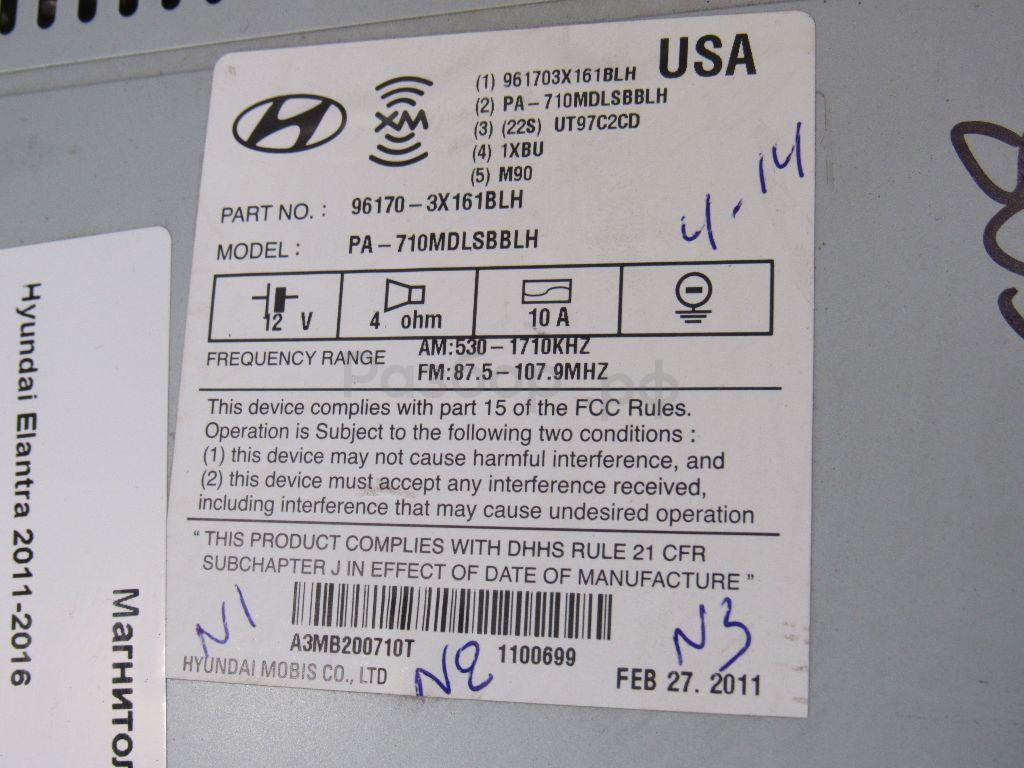 USA
XM
(1) 961703X161BLH
(2) PA-710MDLSBBLH
(3) (22S) UT97C2CD
(4) 1XBU
(5) M90
4.14
PART NO. : 96170-3X161BLH
MODEL : PA-710MDLSBBLH
12 V
4 ohm
10 A
FREQUENCY RANGE AM:530-1710KHZ
FM:87.5-107.9MHZ
Разбор.рф
This device complies with part 15 of the FCC Rules.
Operation is Subject to the following two conditions :
(1) this device may not cause harmful interference, and
(2) this device must accept any interference received,
including interference that may cause undesired operation
“ THIS PRODUCT COMPLIES WITH DHHS RULE 21 CFR
SUBCHAPTER J IN EFFECT OF DATE OF MANUFACTURE ”
N1
N2
N3
A3MB200710T 1100699
HYUNDAI MOBIS CO., LTD
FEB 27. 2011
Hyundai Elantra 2011-2016
Магнитол